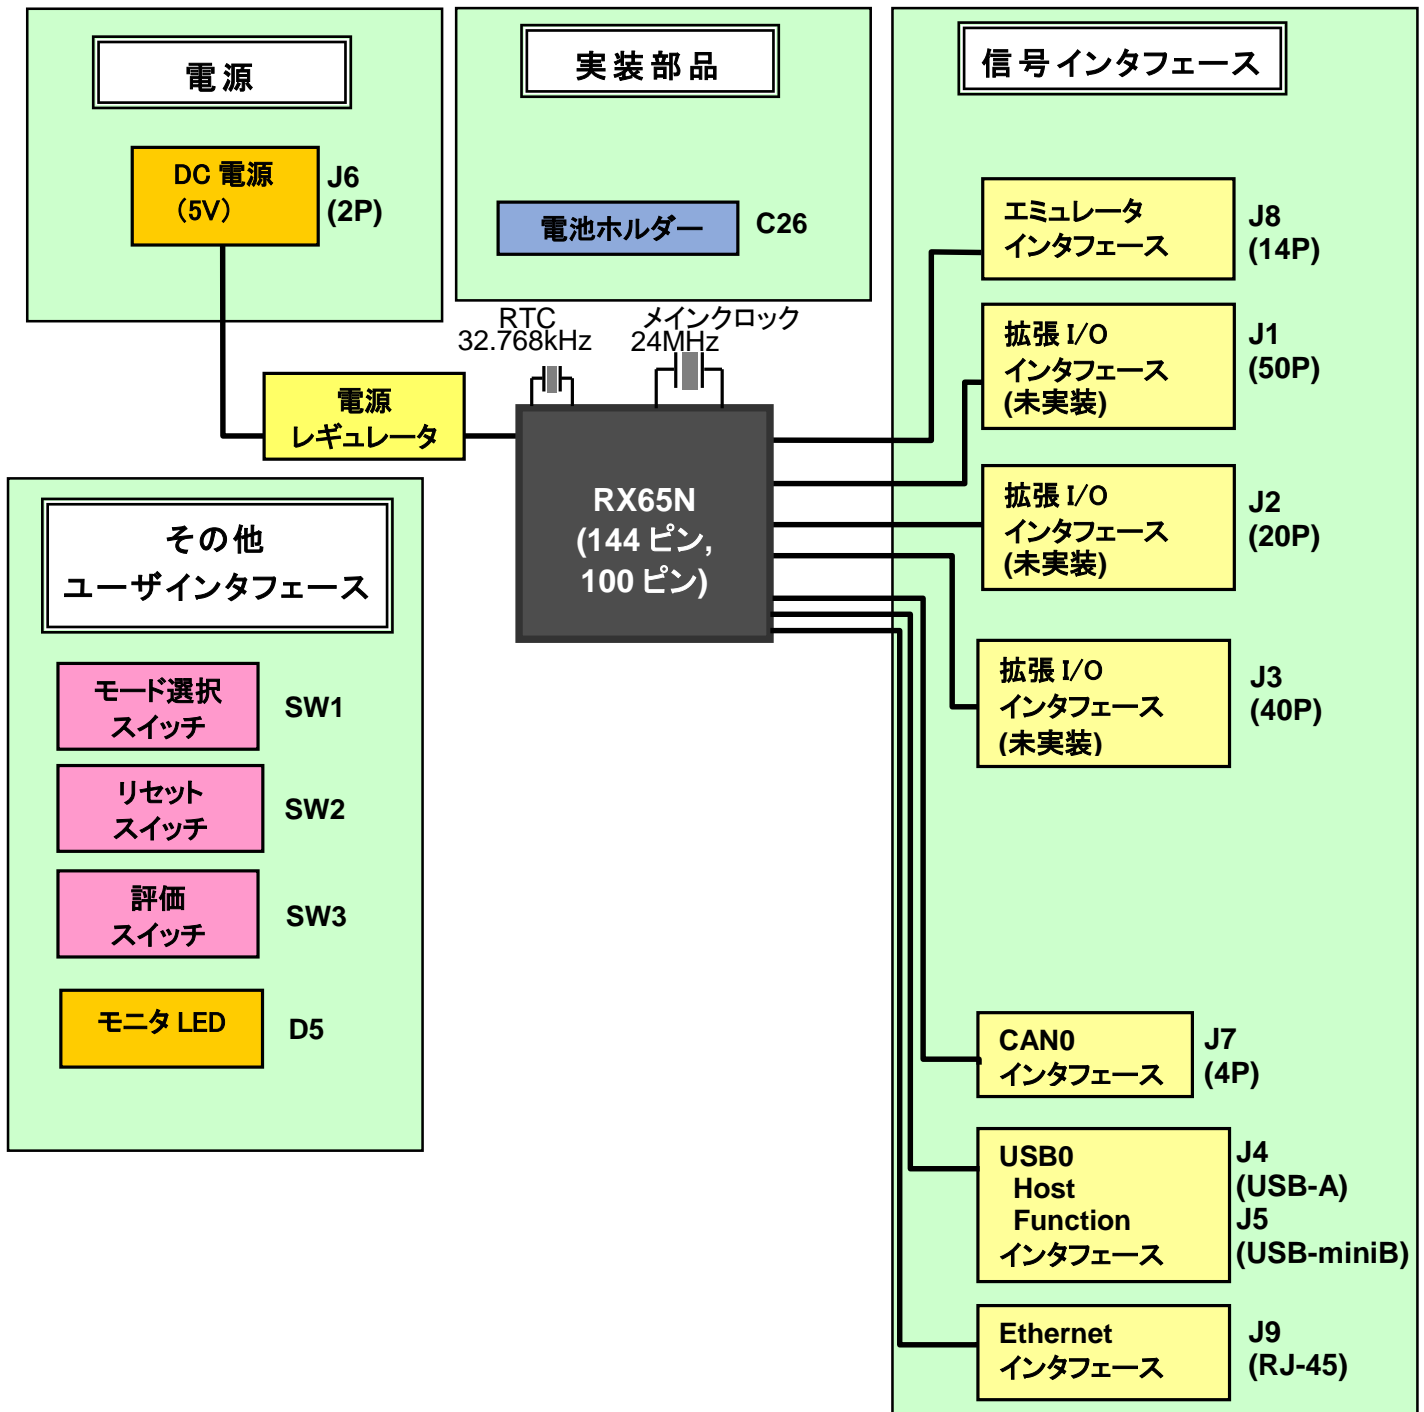 電源
DC 電源
（5V）
J6
(2P)
実装部品
電池ホルダー
C26
RTC
32.768kHz
メインクロック
24MHz
電源
レギュレータ
RX65N
(144 ピン,
100 ピン)
その他
ユーザインタフェース
モード選択
スイッチ
SW1
リセット
スイッチ
SW2
評価
スイッチ
SW3
モニタ LED
D5
信号インタフェース
エミュレータ
インタフェース
J8
(14P)
拡張 I/O
インタフェース
(未実装)
J1
(50P)
拡張 I/O
インタフェース
(未実装)
J2
(20P)
拡張 I/O
インタフェース
(未実装)
J3
(40P)
CAN0
インタフェース
J7
(4P)
USB0
Host
Function
インタフェース
J4
(USB-A)
J5
(USB-miniB)
Ethernet
インタフェース
J9
(RJ-45)